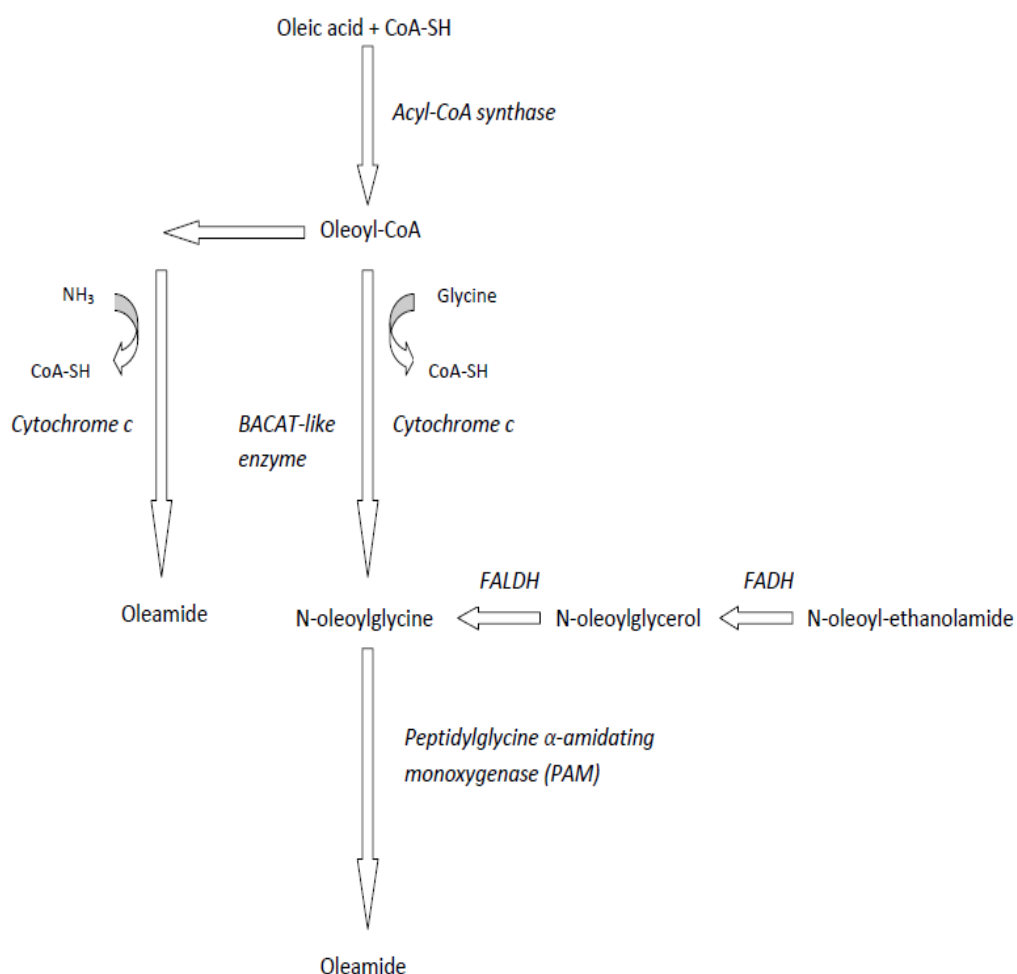 Oleic acid + CoA-SH
Acyl-CoA synthase
Oleoyl-CoA
NH₃
Glycine
CoA-SH
CoA-SH
Cytochrome c
BACAT-like
enzyme
Cytochrome c
FALDH
FADH
Oleamide
N-oleoylglycine
N-oleoylglycerol
N-oleoyl-ethanolamide
Peptidylglycine α-amidating
monoxygenase (PAM)
Oleamide